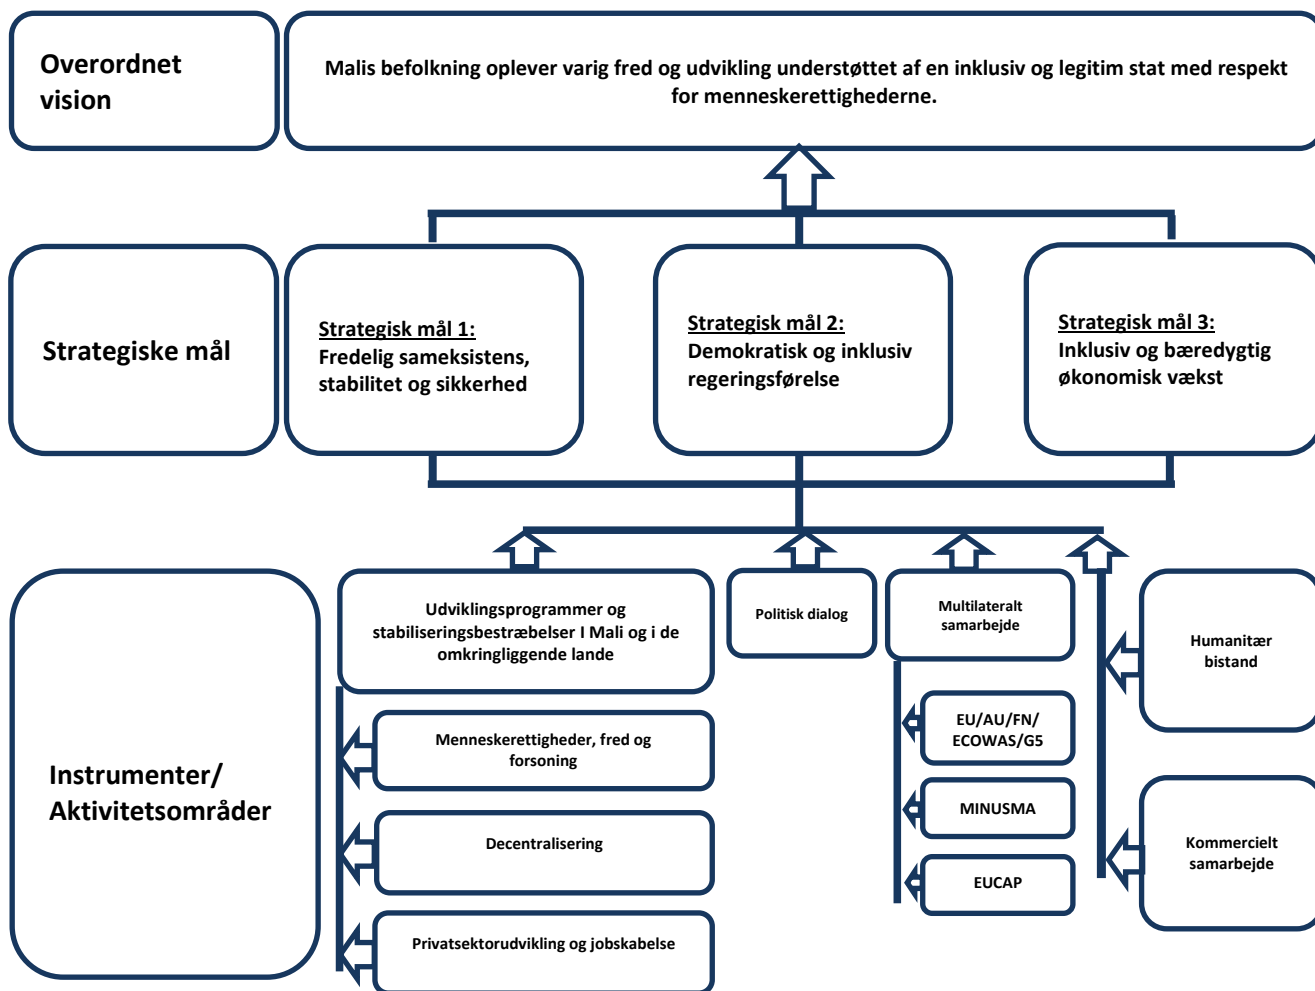 Overordnet
vision
Malis befolkning oplever varig fred og udvikling understøttet af en inklusiv og legitim stat med respekt
for menneskerettighederne.
Strategiske mål
Strategisk mål 1:
Fredelig sameksistens,
stabilitet og sikkerhed
Strategisk mål 2:
Demokratisk og inklusiv
regeringsførelse
Strategisk mål 3:
Inklusiv og bæredygtig
økonomisk vækst
Instrumenter/
Aktivitetsområder
Udviklingsprogrammer og
stabiliseringsbestræbelser I Mali og i de
omkringliggende lande
Menneskerettigheder, fred og
forsoning
Decentralisering
Privatsektorudvikling og jobskabelse
Politisk dialog
Multilateralt
samarbejde
EU/AU/FN/
ECOWAS/G5
MINUSMA
EUCAP
Humanitær
bistand
Kommercielt
samarbejde